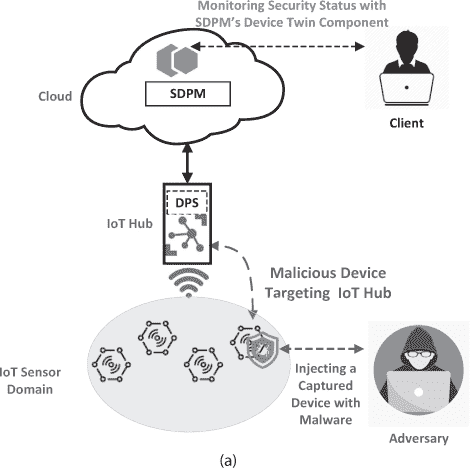 Monitoring Security Status with
SDPM's Device Twin Component
Cloud
SDPM
Client
DPS
IoT Hub
Malicious Device
Targeting IoT Hub
IoT Sensor
Domain
Injecting a
Captured
Device with
Malware
Adversary
(a)